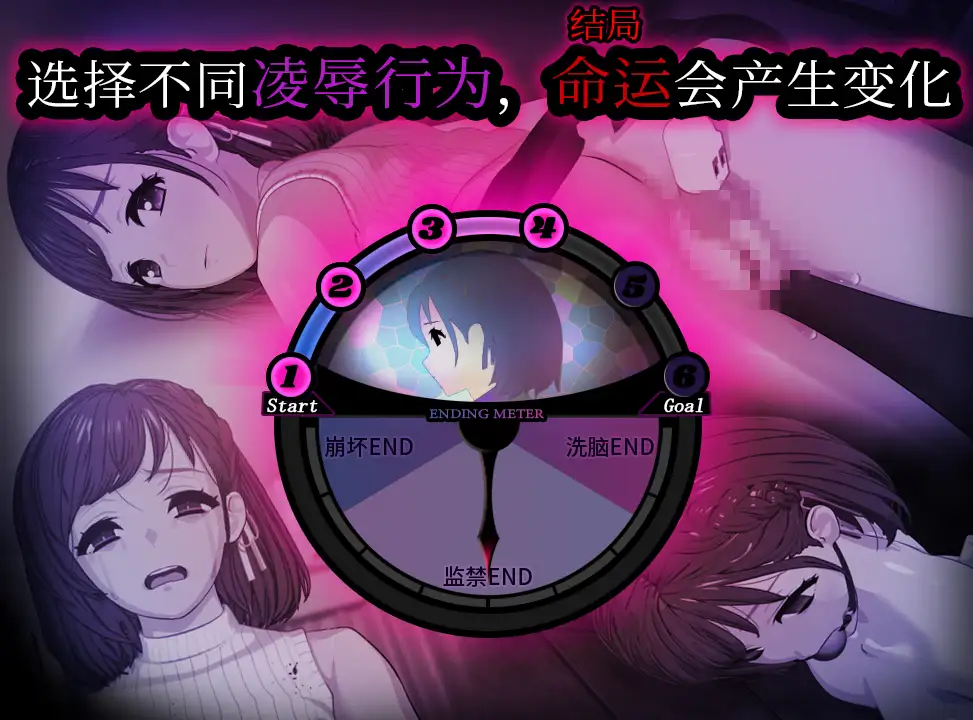 结局
选择不同凌辱行为，命运会产生变化
3
4
2
5
1
6
Start
Goal
ENDING METER
崩坏END
洗脑END
监禁END